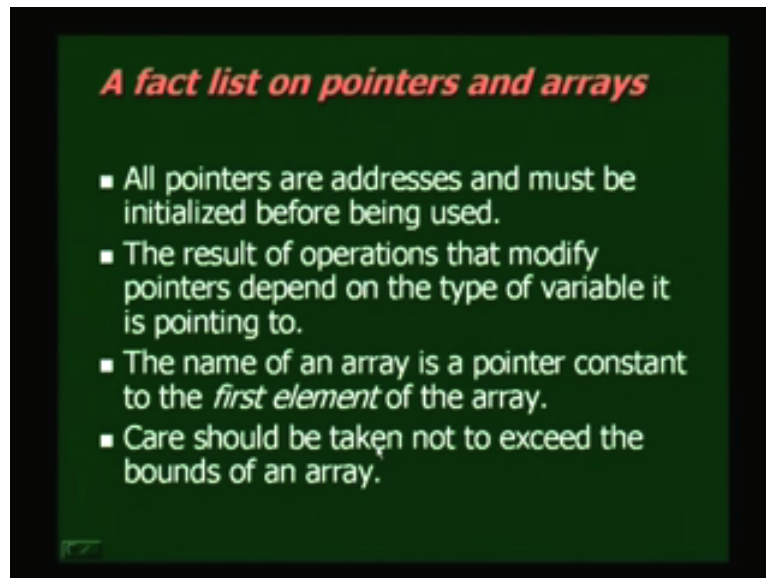 A fact list on pointers and arrays
All pointers are addresses and must be
initialized before being used.
The result of operations that modify
pointers depend on the type of variable it
is pointing to.
The name of an array is a pointer constant
to the first element of the array.
Care should be taken not to exceed the
bounds of an array.